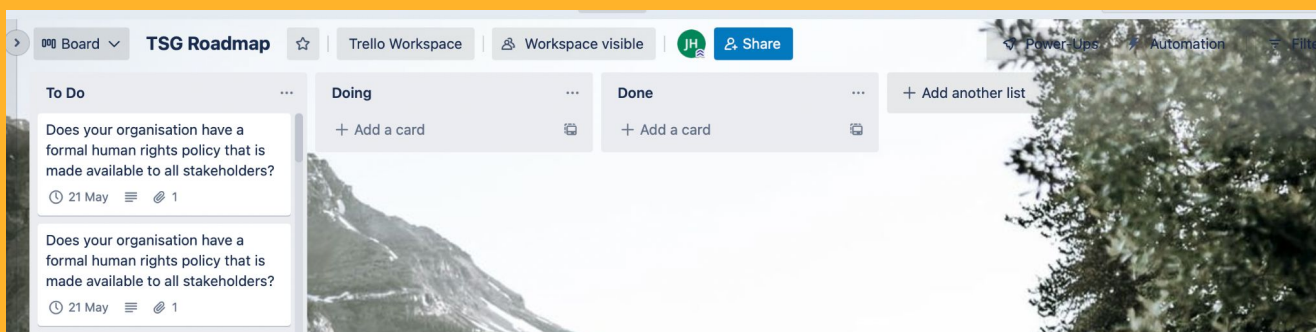 Board
TSG Roadmap
Trello Workspace
Workspace visible
JH
Share
Power-Ups
Automation
To Do
...
Doing
...
Done
...
+ Add another list
Does your organisation have a
formal human rights policy that is
made available to all stakeholders?
21 May
1
+ Add a card
+ Add a card
Does your organisation have a
formal human rights policy that is
made available to all stakeholders?
21 May
1